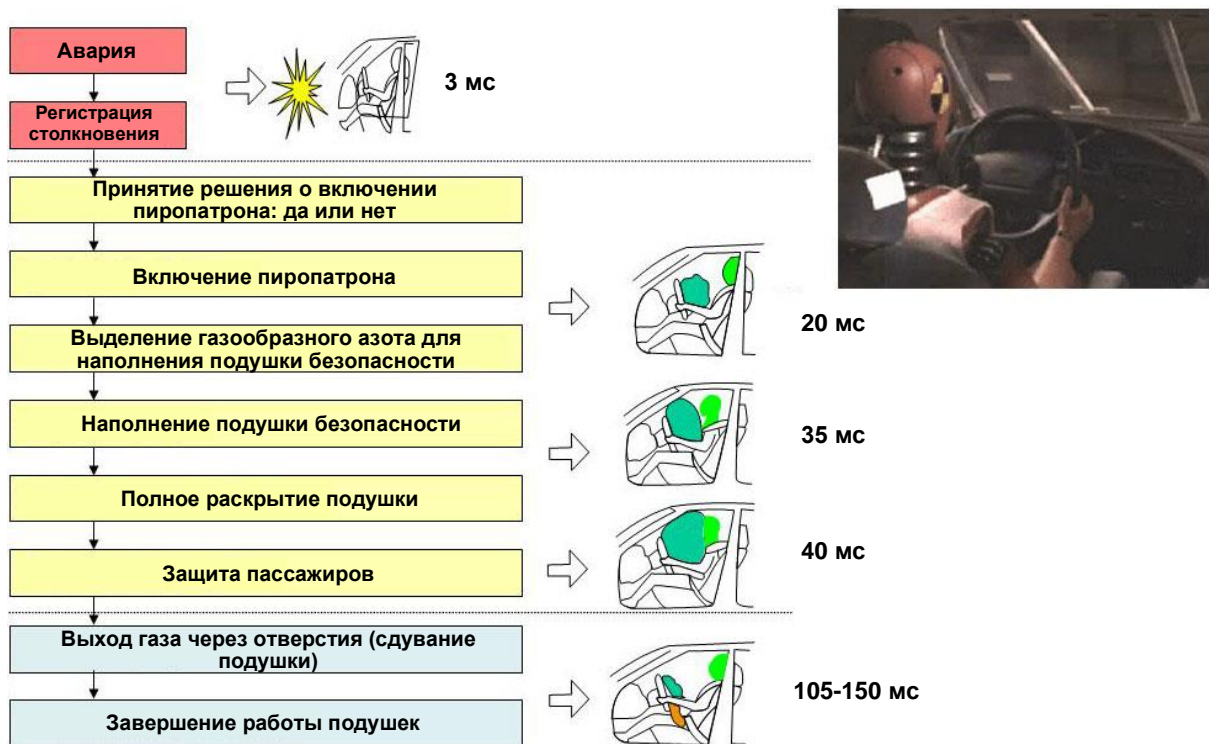 Авария
3 мс
Регистрация
столкновения
Принятие решения о включении
пиропатрона: да или нет
Включение пиропатрона
20 мс
Выделение газообразного азота для
наполнения подушки безопасности
Наполнение подушки безопасности
35 мс
Полное раскрытие подушки
40 мс
Защита пассажиров
Выход газа через отверстия (сдувание
подушки)
105-150 мс
Завершение работы подушек